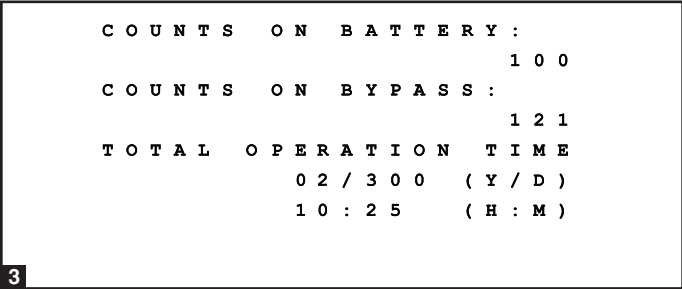 COUNTS ON BATTERY:
100
COUNTS ON BYPASS:
121
TOTAL OPERATION TIME
02/300 (Y/D)
10:25 (H:M)
3